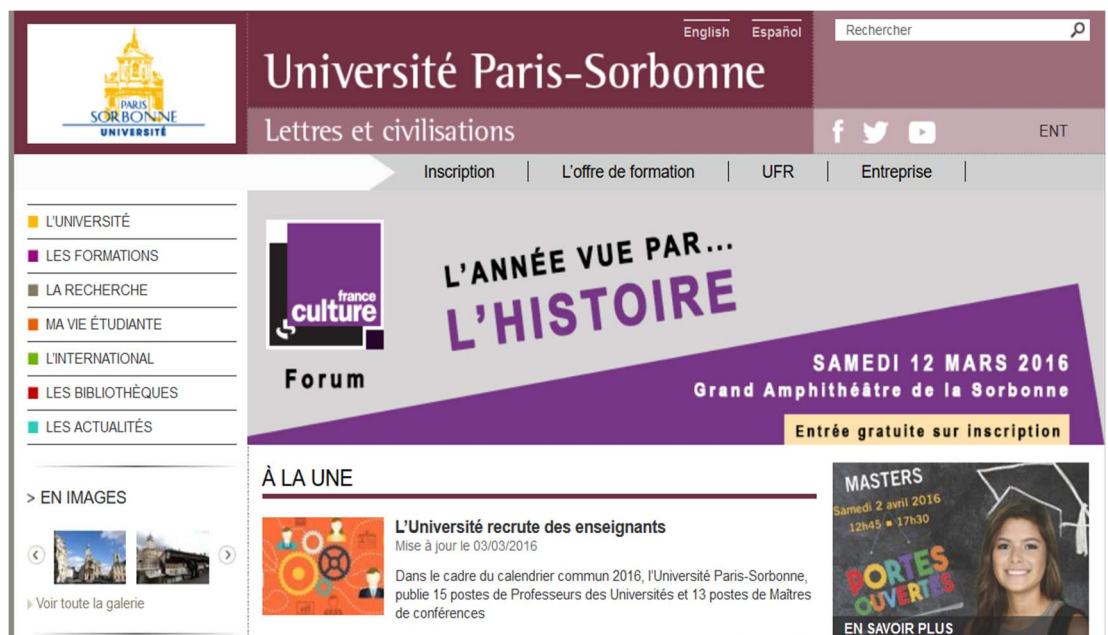 English
Español
Rechercher
Université Paris-Sorbonne
PARIS
SORBONNE
UNIVERSITÉ
Lettres et civilisations
ENT
Inscription
L'offre de formation
UFR
Entreprise
L'UNIVERSITÉ
LES FORMATIONS
LA RECHERCHE
MA VIE ÉTUDIANTE
L'INTERNATIONAL
LES BIBLIOTHÈQUES
LES ACTUALITÉS
> EN IMAGES
Voir toute la galerie
france
culture
Forum
L'ANNÉE VUE PAR...
L'HISTOIRE
SAMEDI 12 MARS 2016
Grand Amphithéâtre de la Sorbonne
Entrée gratuite sur inscription
À LA UNE
L'Université recrute des enseignants
Mise à jour le 03/03/2016
Dans le cadre du calendrier commun 2016, l'Université Paris-Sorbonne,
publie 15 postes de Professeurs des Universités et 13 postes de Maîtres
de conférences
MASTERS
Samedi 2 avril 2016
12h45 ■ 17h30
PORTES
OUVERTES
EN SAVOIR PLUS